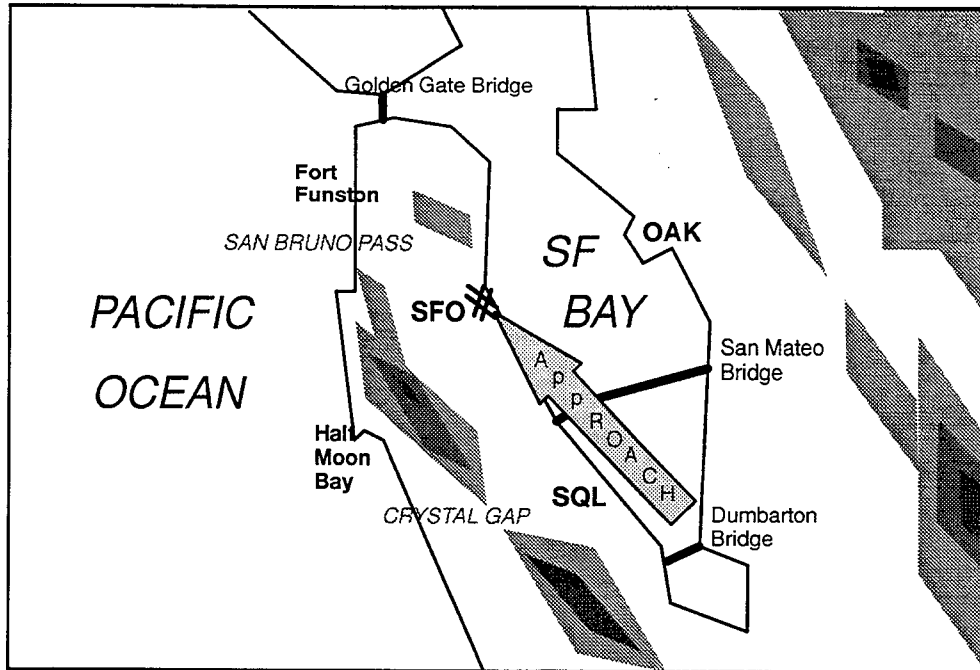 Golden Gate Bridge
Fort
Funston
SAN BRUNO PASS
SF
BAY
OAK
PACIFIC
OCEAN
SFO
San Mateo
Bridge
AppROACH
Half
Moon
Bay
SQL
CRYSTAL GAP
Dumbarton
Bridge